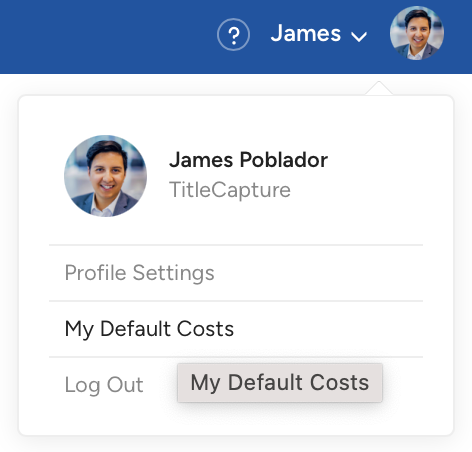 ?
James
James Poblador
TitleCapture
Profile Settings
My Default Costs
Log Out
My Default Costs